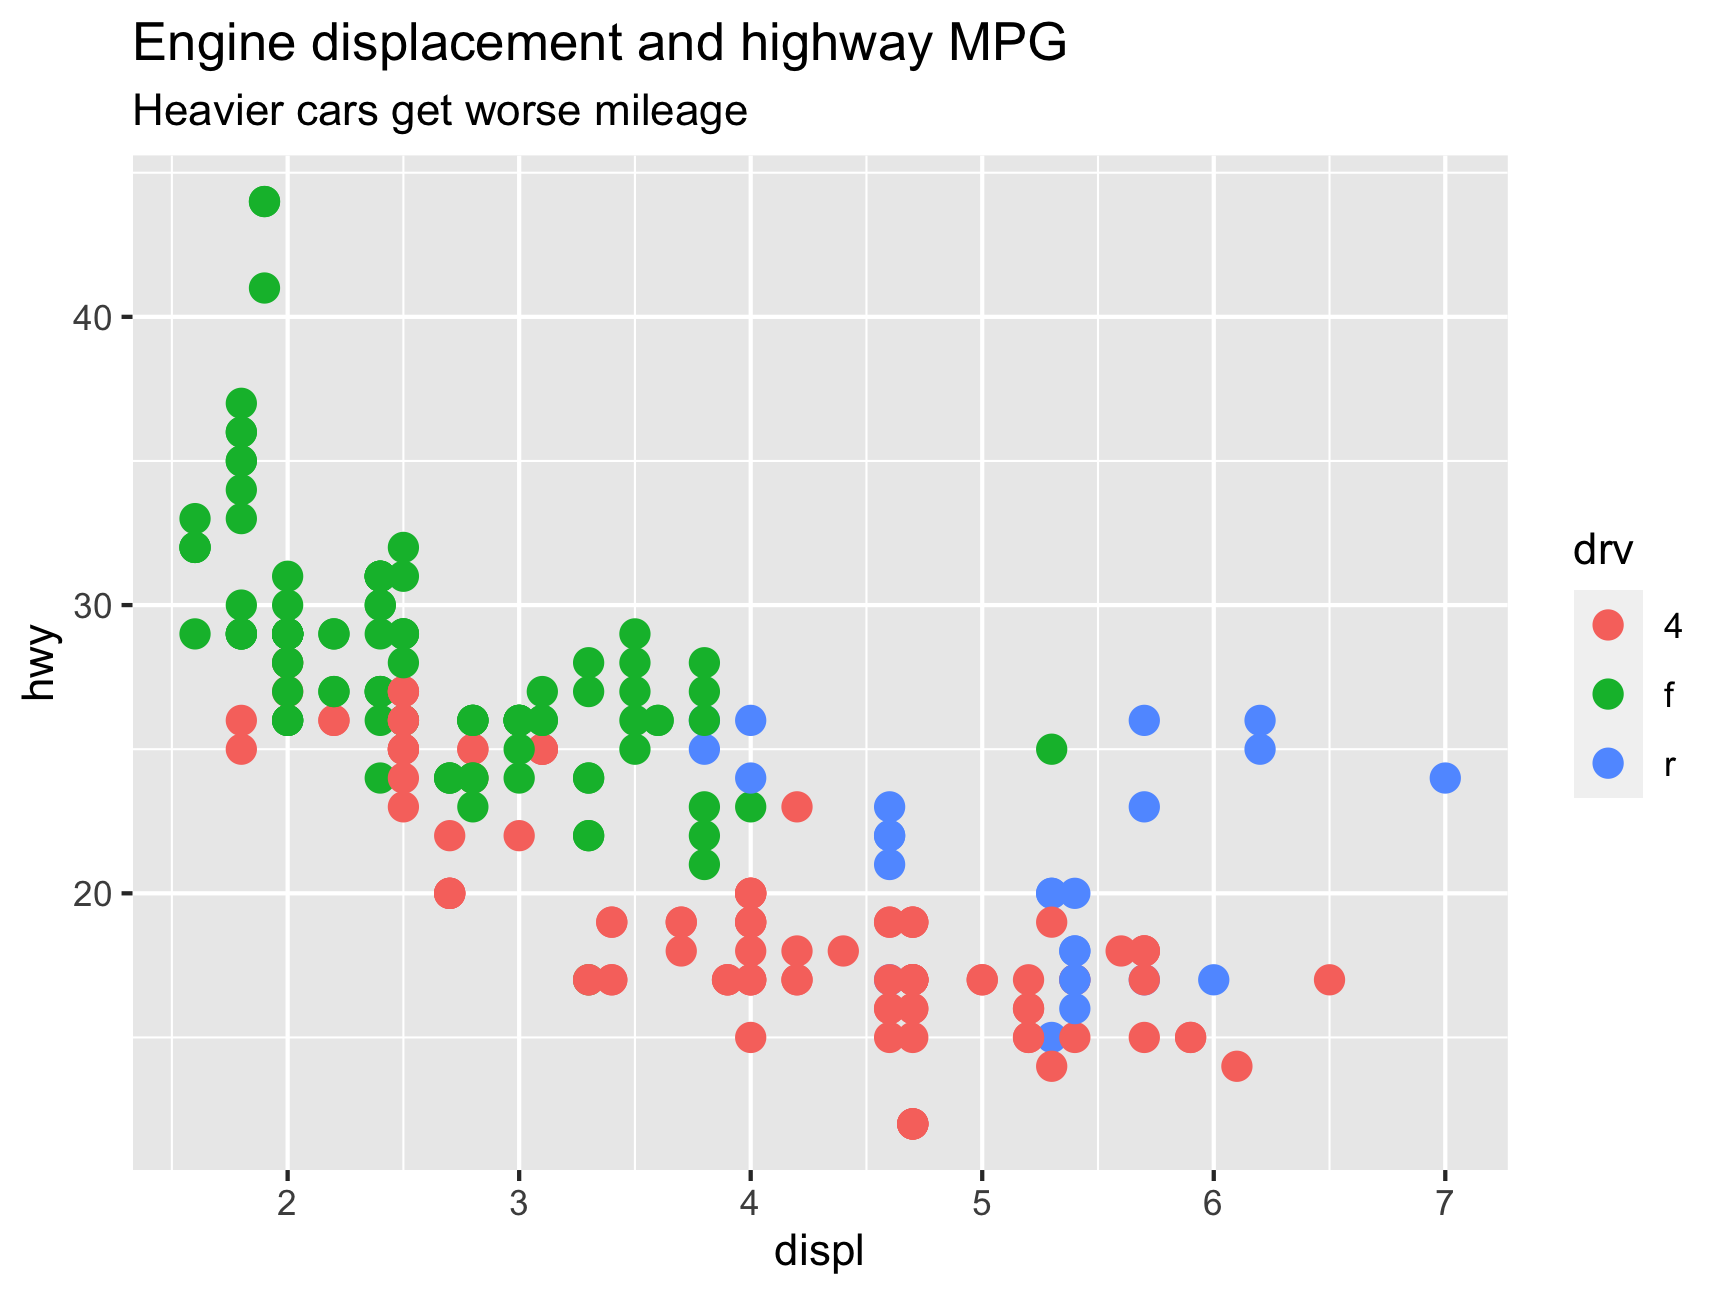 Engine displacement and highway MPG
Heavier cars get worse mileage
hwy
40
30
20
2 3 4 5 6 7
displ
drv
4
f
r